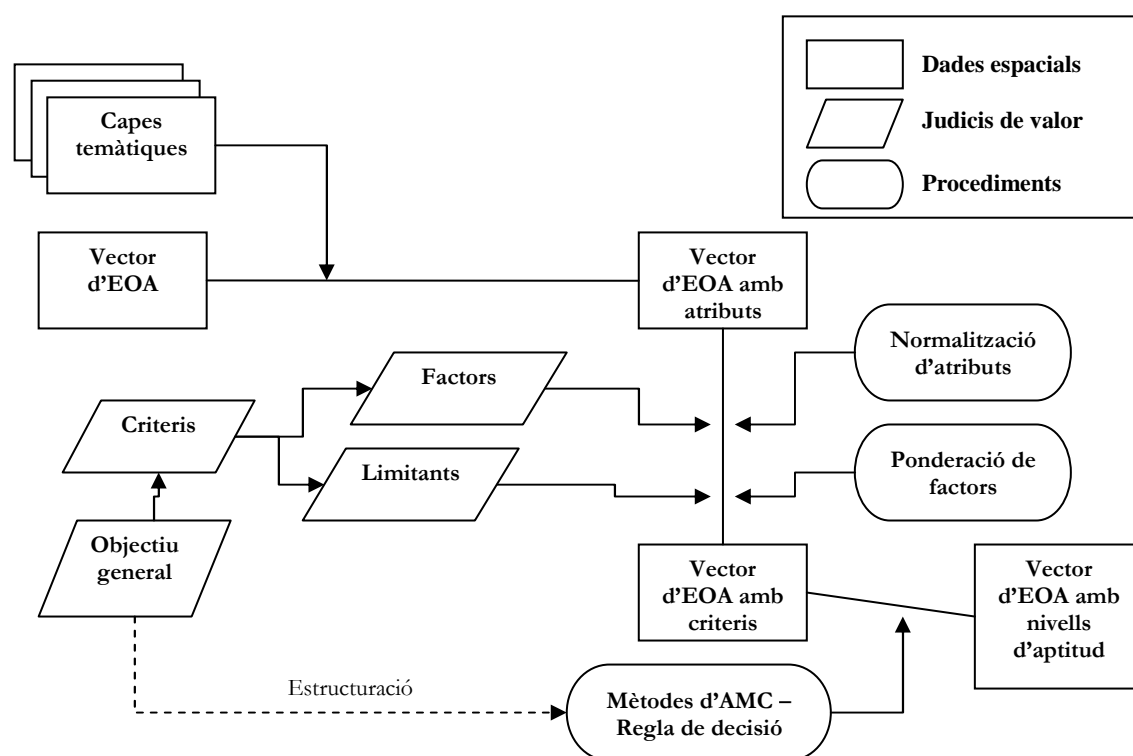 Dades espacials
Judicis de valor
Procediments
Capes
temàtiques
Vector
d'EOA
Vector
d'EOA amb
atributs
Normalització
d'atributs
Factors
Criteris
Limitants
Ponderació de
factors
Objectiu
general
Vector
d'EOA amb
criteris
Vector
d'EOA amb
nivells
d'aptitud
Estructuració
Mètodes d'AMC –
Regla de decisió